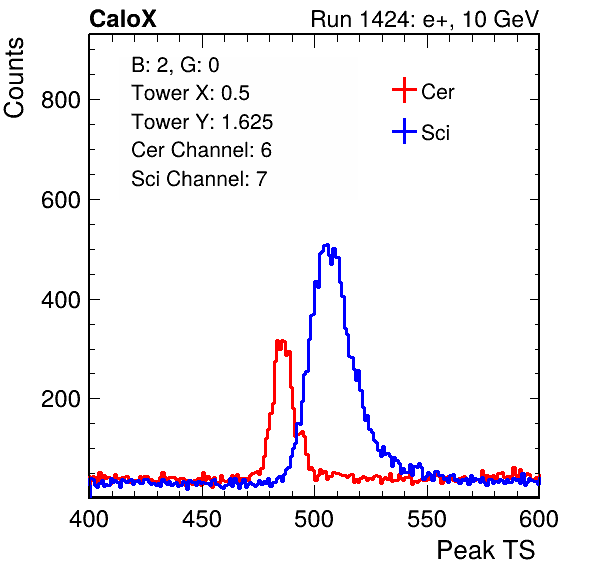 CaloX Run 1424: e+, 10 GeV
Counts
B: 2, G: 0
Tower X: 0.5
Tower Y: 1.625
Cer Channel: 6
Sci Channel: 7
Cer
Sci
800
600
400
200
400 450 500 550 600
Peak TS